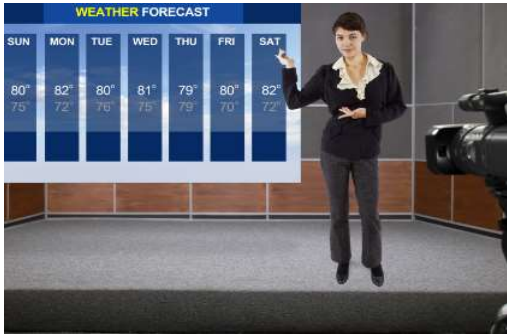 WEATHER FORECAST
SUN MON TUE WED THU FRI SAT
80° 82° 80° 81° 79° 80° 82°
75° 72° 76° 75° 79° 70° 72°